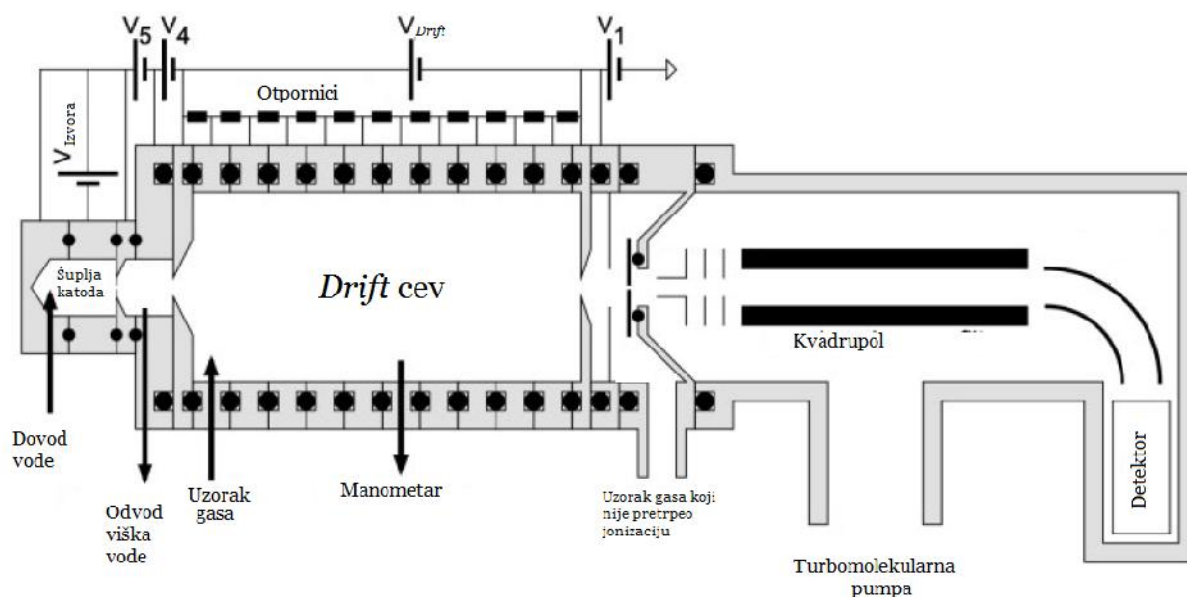 V5 V4 VDrift V1
Otpornici
VIzvora
Šuplja
katoda
Drift cev
Kvadrupol
Dovod
vode
Odvod
viška
vode
Uzorak
gasa
Manometar
Uzorak gasa koji
nije pretrpeo
jonizaciju
Turbomolekularna
pumpa
Detektor